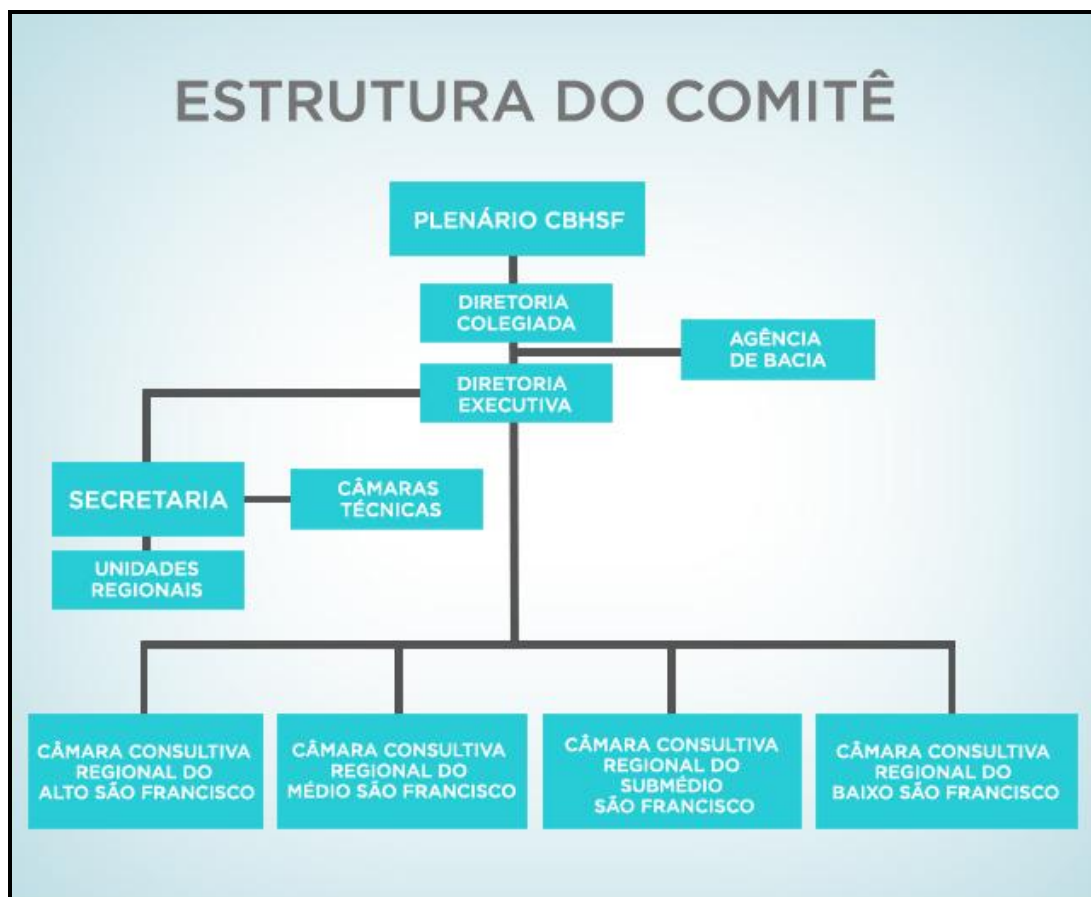 ESTRUTURA DO COMITÊ
PLENÁRIO CBHSF
DIRETORIA
COLEGIADA
AGÊNCIA
DE BACIA
DIRETORIA
EXECUTIVA
SECRETARIA
CÂMARAS
TÉCNICAS
UNIDADES
REGIONAIS
CÂMARA CONSULTIVA
REGIONAL DO
ALTO SÃO FRANCISCO
CÂMARA CONSULTIVA
REGIONAL DO
MÉDIO SÃO FRANCISCO
CÂMARA CONSULTIVA
REGIONAL DO
SUBMÉDIO
SÃO FRANCISCO
CÂMARA CONSULTIVA
REGIONAL DO
BAIXO SÃO FRANCISCO